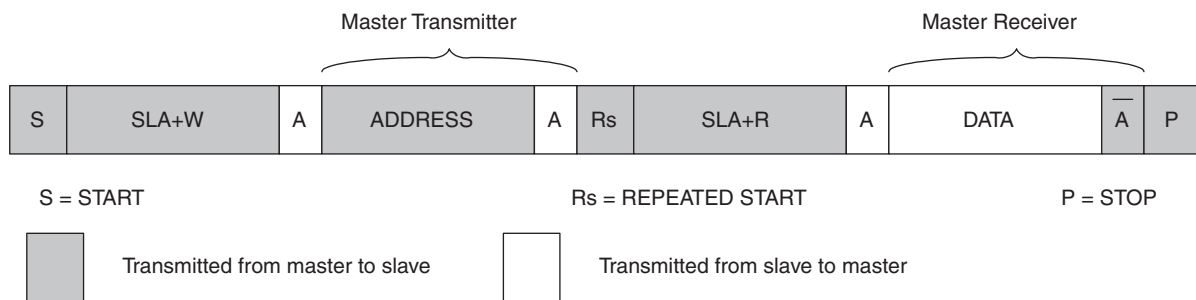 Master Transmitter Master Receiver
S SLA+W A ADDRESS A Rs SLA+R A DATA A̅ P
S = START Rs = REPEATED START P = STOP
Transmitted from master to slave Transmitted from slave to master